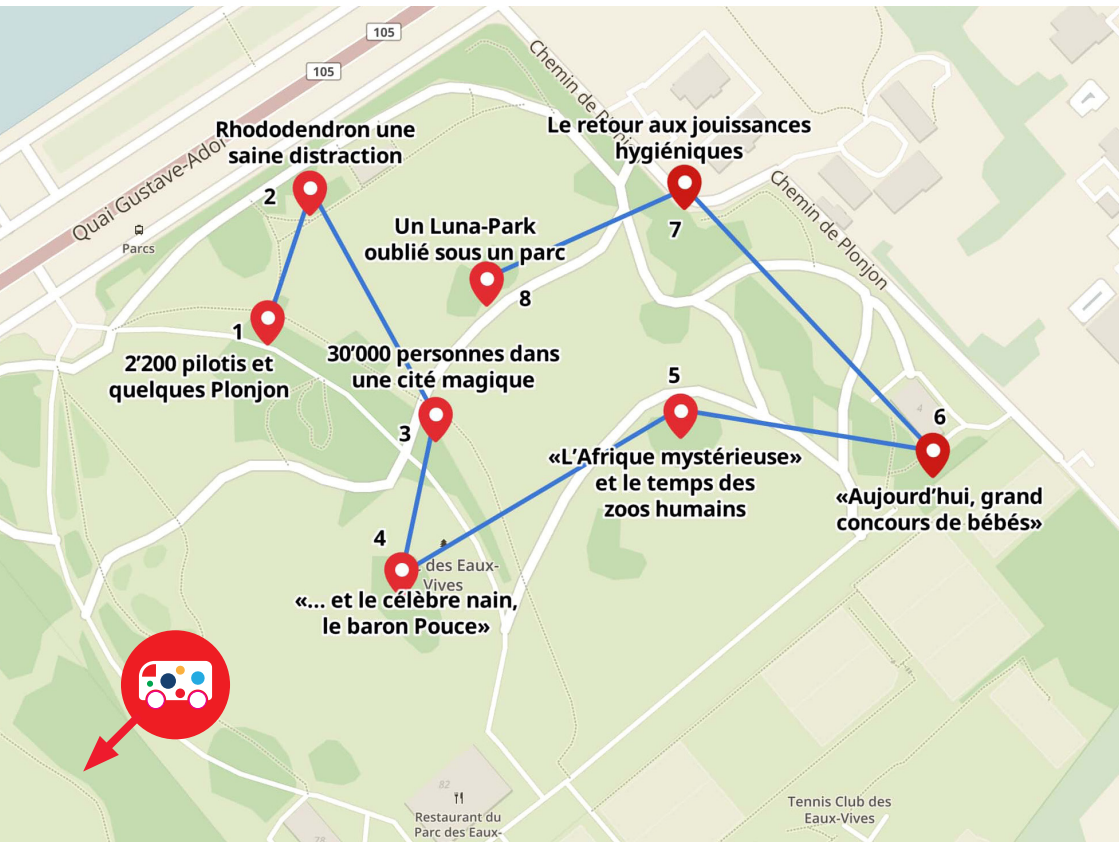 105
105
Chemin de Pl
Rhododendron une
saine distraction
Le retour aux jouissances
hygiéniques
Quai Gustave-Ador
2
Chemin de Plonjon
Parcs
Un Luna-Park
oublié sous un parc
7
8
1
2'200 pilotis et
quelques Plonjon
30'000 personnes dans
une cité magique
5
3
4
6
«L'Afrique mystérieuse»
et le temps des
zoos humains
«Aujourd'hui, grand
concours de bébés»
4
des Eaux-
Vives
«... et le célèbre nain,
le baron Pouce»
82
Restaurant du
Parc des Eaux-
78
Tennis Club des
Eaux-Vives